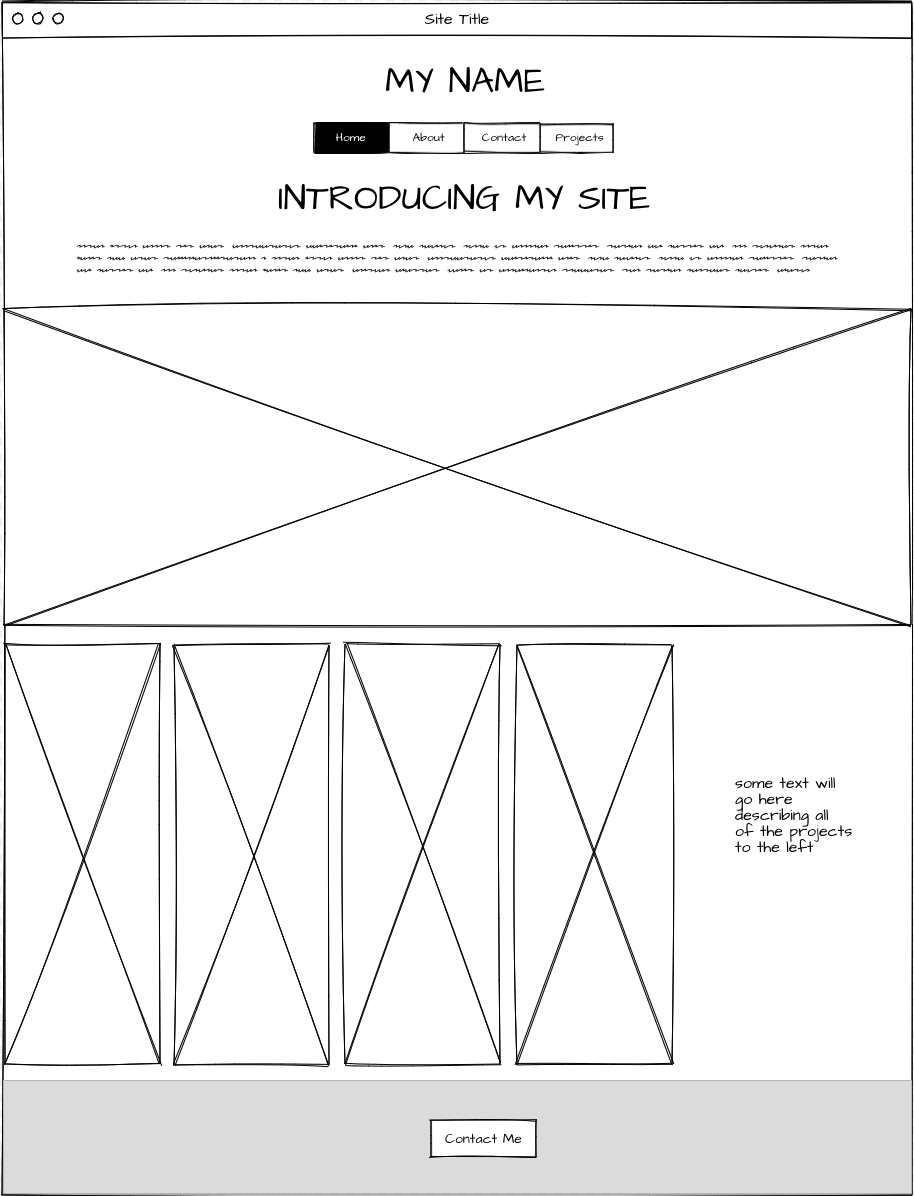 Site Title
MY NAME
Home About Contact Projects
INTRODUCING MY SITE
some text will
go here
describing all
of the projects
to the left
Contact Me